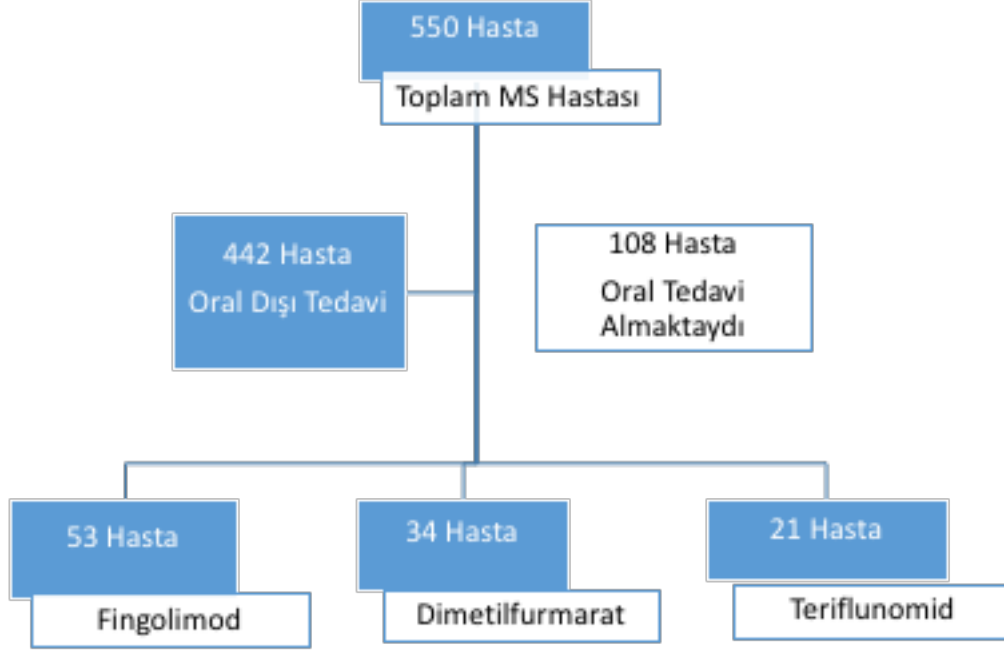 550 Hasta
Toplam MS Hastası
442 Hasta
Oral Dışı Tedavi
108 Hasta
Oral Tedavi
Almaktaydı
53 Hasta
Fingolimod
34 Hasta
Dimetilfurmarat
21 Hasta
Teriflunomid